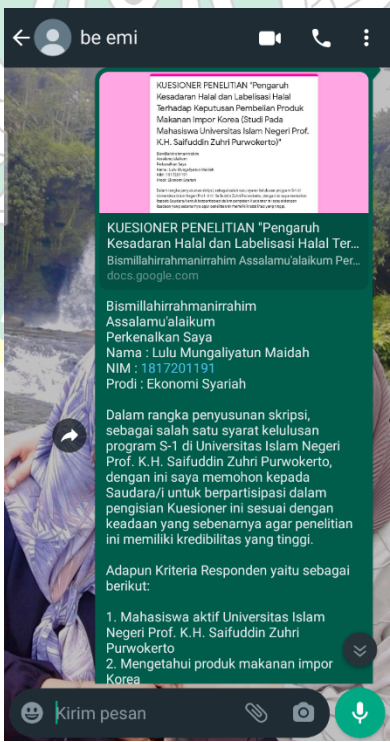 be emi
KUESIONER PENELITIAN "Pengaruh
Kesadaran Halal dan Labelisasi Halal
Terhadap Keputusan Pembelian Produk
Makanan Impor Korea (Studi Pada
Mahasiswa Universitas Islam Negeri Prof.
K.H. Saifuddin Zuhri Purwokerto)"
KUESIONER PENELITIAN "Pengaruh
Kesadaran Halal dan Labelisasi Halal Ter...
Bismillahirrahmanirrahim Assalamu'alaikum Per...
docs.google.com
Bismillahirrahmanirrahim
Assalamu'alaikum
Perkenalkan Saya
Nama : Lulu Mungaliyatun Maidah
NIM : 1817201191
Prodi : Ekonomi Syariah
Dalam rangka penyusunan skripsi,
sebagai salah satu syarat kelulusan
program S-1 di Universitas Islam Negeri
Prof. K.H. Saifuddin Zuhri Purwokerto,
dengan ini saya memohon kepada
Saudara/i untuk berpartisipasi dalam
pengisian Kuesioner ini sesuai dengan
keadaan yang sebenarnya agar penelitian
ini memiliki kredibilitas yang tinggi.
Adapun Kriteria Responden yaitu sebagai
berikut:
1. Mahasiswa aktif Universitas Islam
Negeri Prof. K.H. Saifuddin Zuhri
Purwokerto
2. Mengetahui produk makanan impor
Korea
Kirim pesan